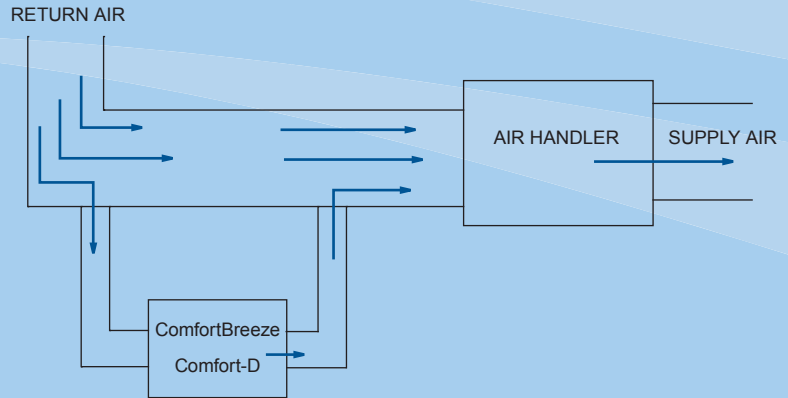 RETURN AIR
AIR HANDLER
SUPPLY AIR
ComfortBreeze
Comfort-D